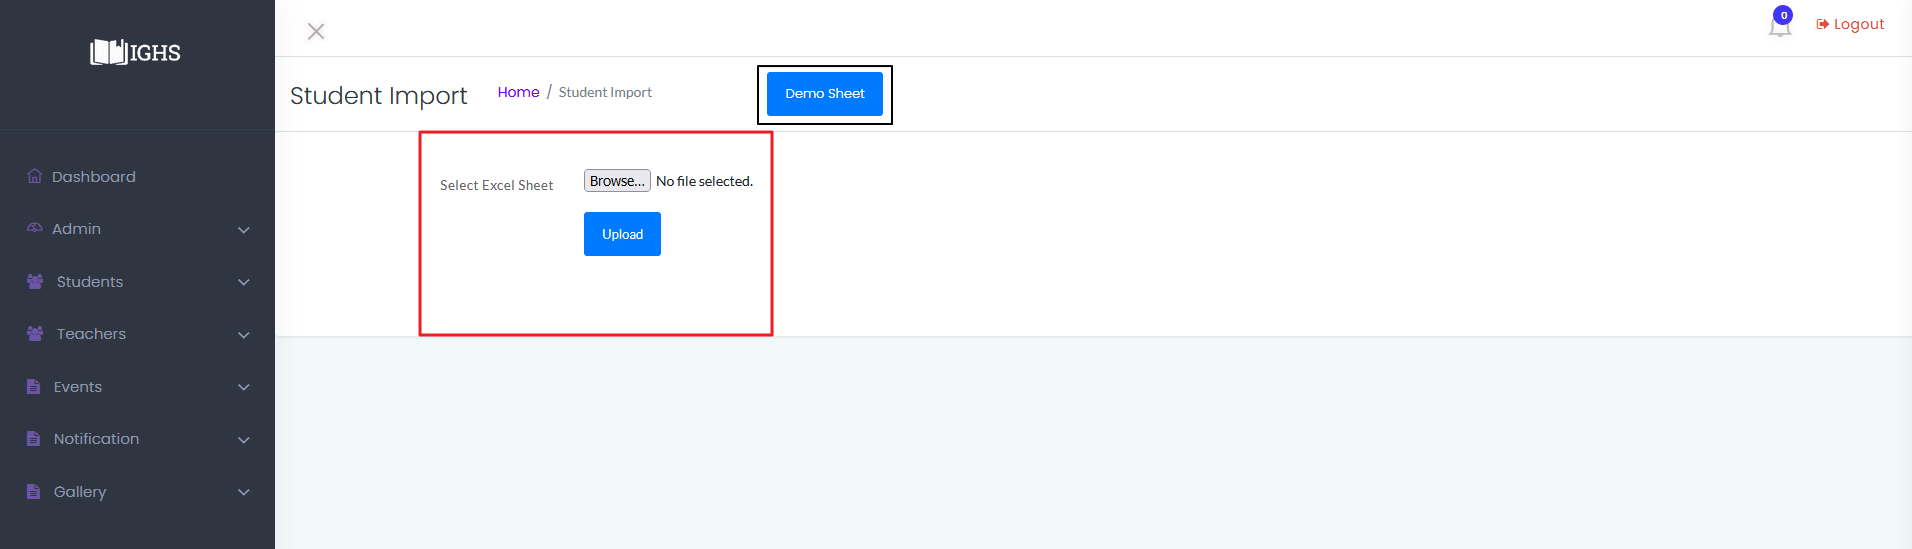 IGHS
0
Logout
Student Import
Home / Student Import
Demo Sheet
Dashboard
Admin
Students
Teachers
Events
Notification
Gallery
Select Excel Sheet
Browse... No file selected.
Upload